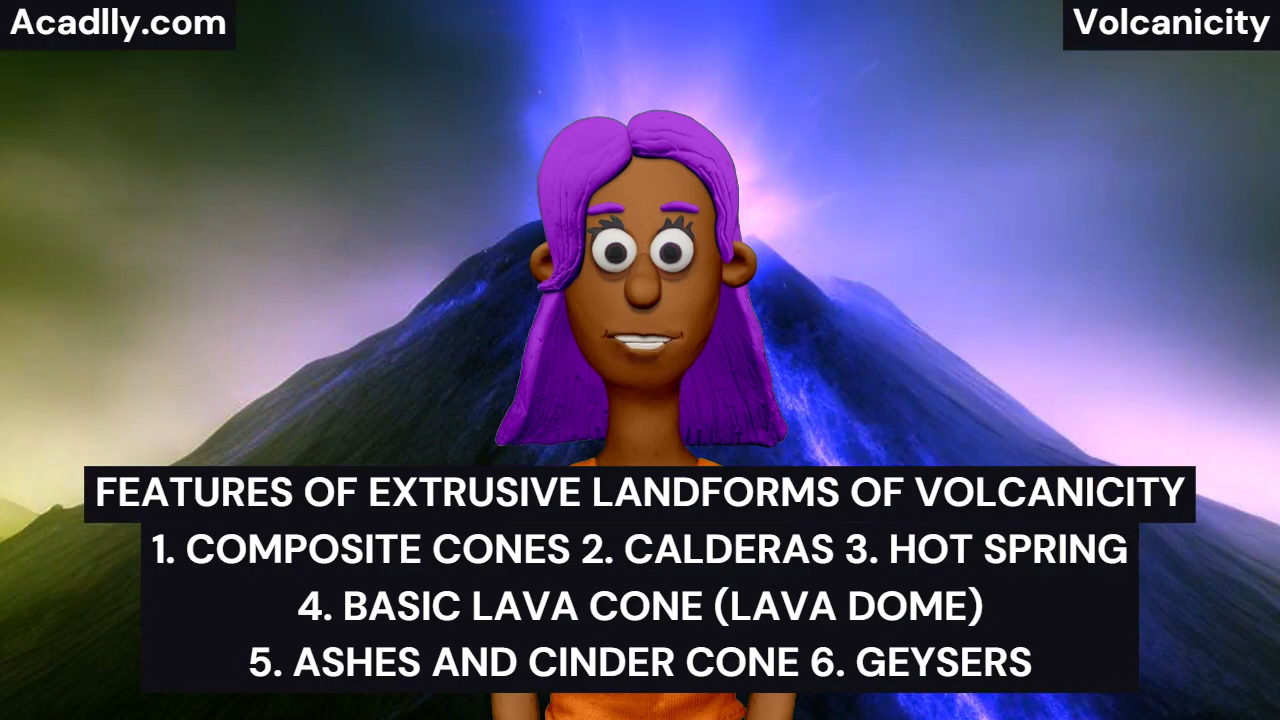 Acadlly.com
Volcanicity
FEATURES OF EXTRUSIVE LANDFORMS OF VOLCANICITY
1. COMPOSITE CONES 2. CALDERAS 3. HOT SPRING
4. BASIC LAVA CONE (LAVA DOME)
5. ASHES AND CINDER CONE 6. GEYSERS